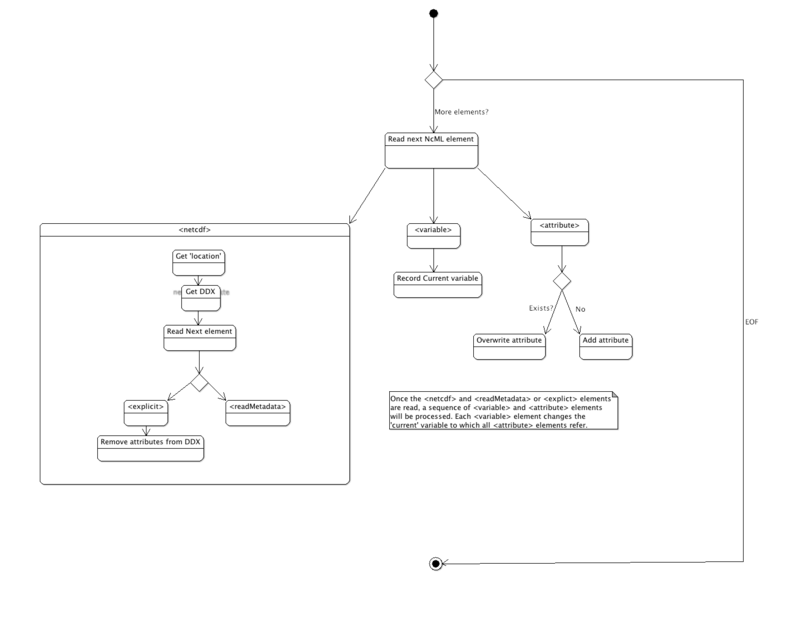 More elements?
Read next NcML element
<netcdf>
<variable>
<attribute>
Get 'location'
Record Current variable
Get DDX
EOF
Exists?
No
Read Next element
Overwrite attribute
Add attribute
<explicit>
<readMetadata>
Once the <netcdf> and <readMetadata> or <explict> elements
are read, a sequence of <variable> and <attribute> elements
will be processed. Each <variable> element changes the
'current' variable to which all <attribute> elements refer.
Remove attributes from DDX